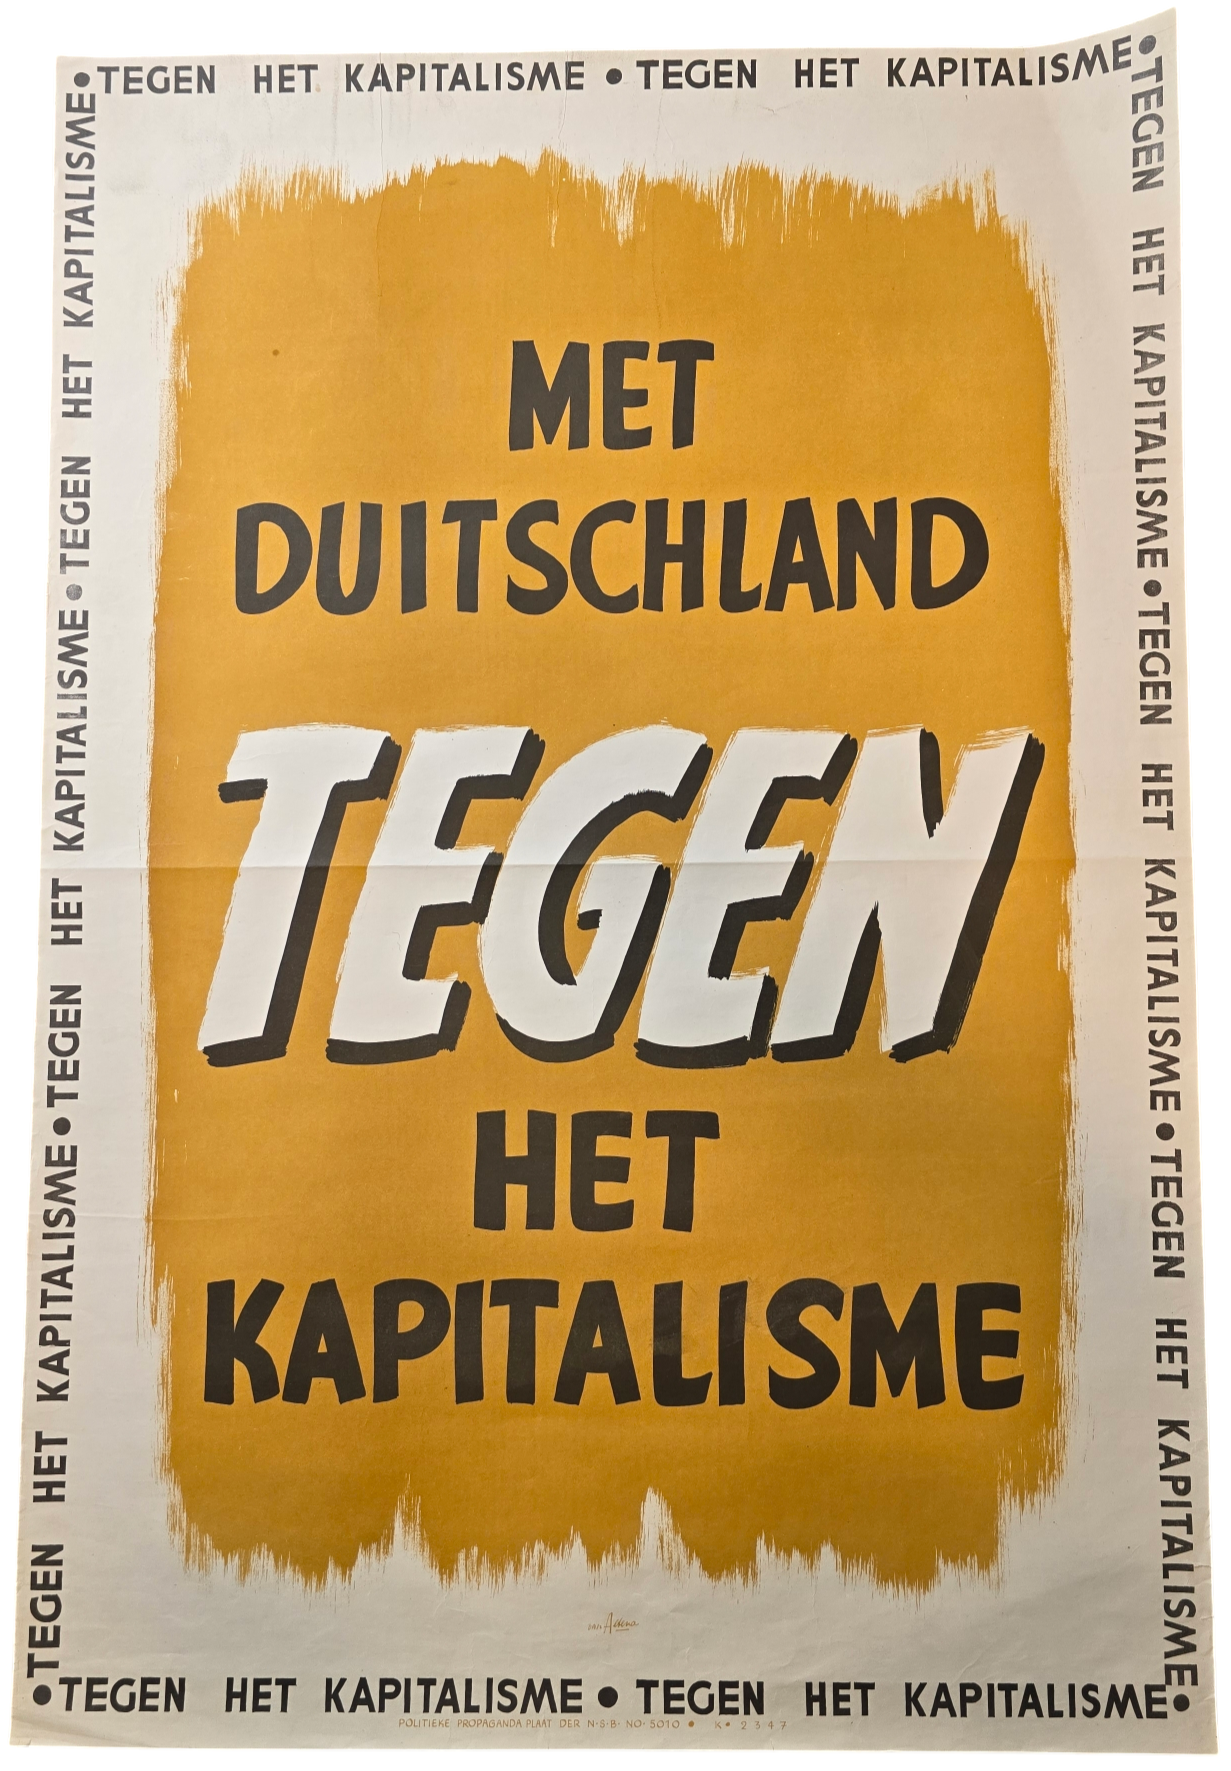 • TEGEN HET KAPITALISME • TEGEN HET KAPITALISME •
TEGEN HET KAPITALISME • TEGEN HET KAPITALISME • TEGEN HET KAPITALISME •
TEGEN HET KAPITALISME • TEGEN HET KAPITALISME • TEGEN HET KAPITALISME •
MET
DUITSCHLAND
TEGEN
HET
KAPITALISME
van Altena
• TEGEN HET KAPITALISME • TEGEN HET KAPITALISME
POLITIEKE PROPAGANDA PLAAT DER N·S·B· NO· 5010 • K• 2347